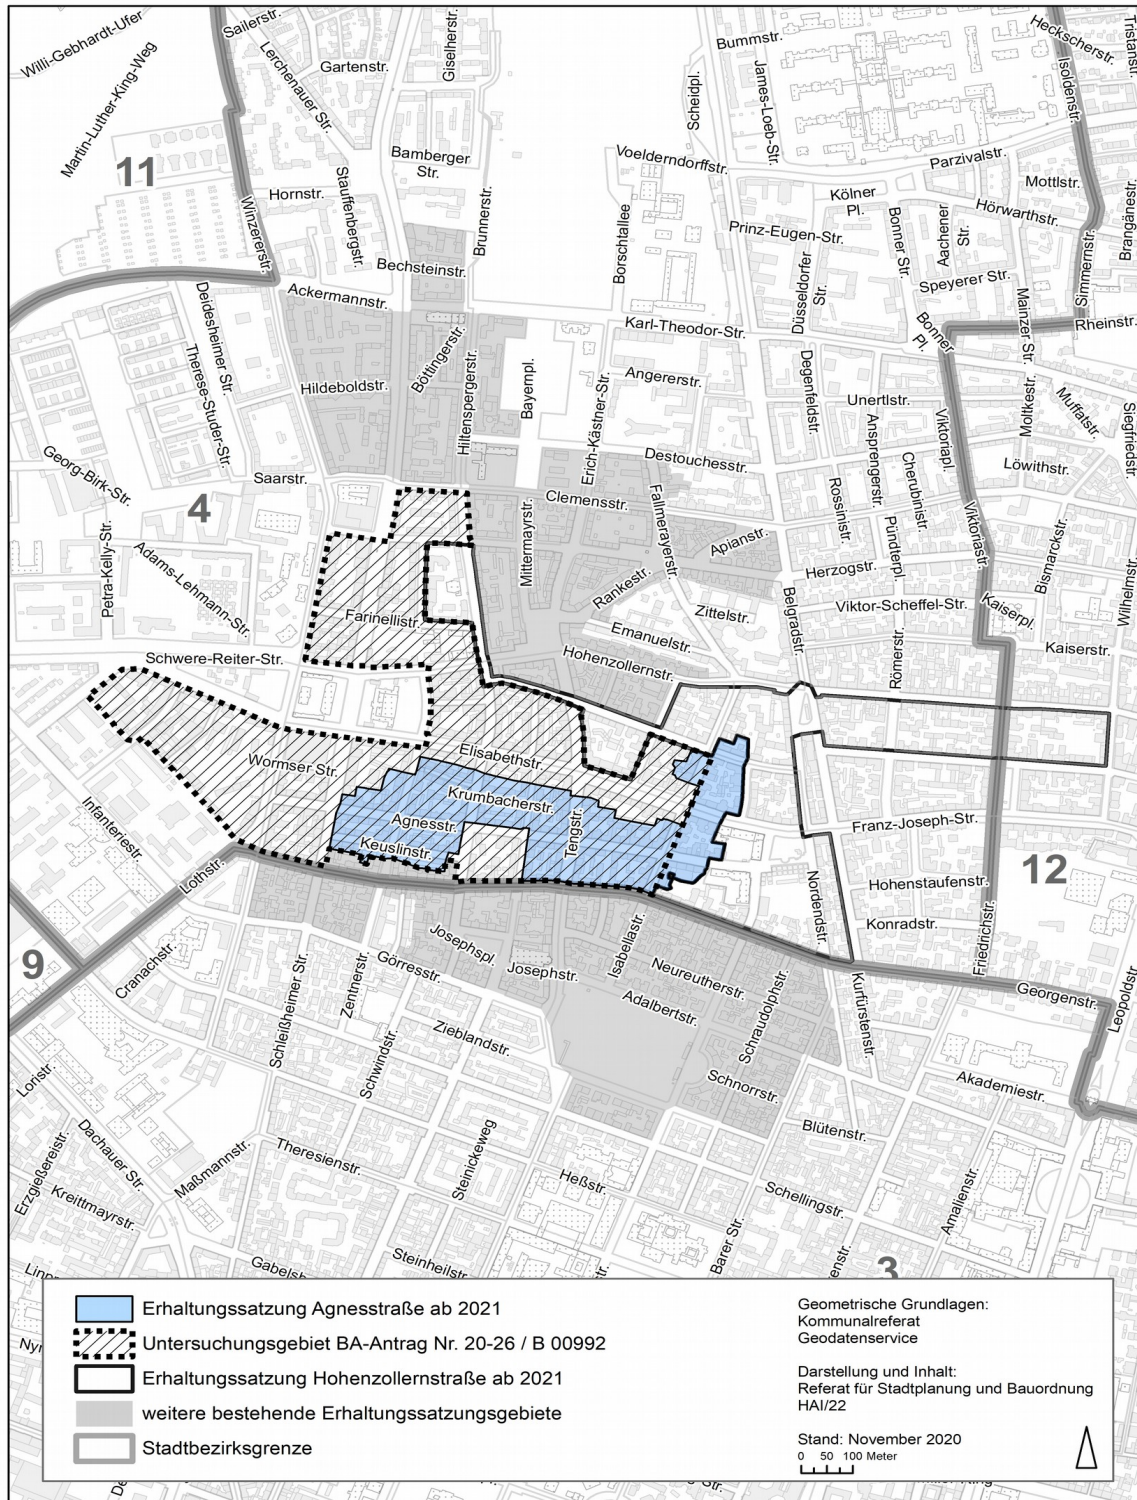 Willi-Gebhardt-Ufer
Sailerstr.
Heckscherstr.
Tristanstr.
Martin-Luther-King-Weg
Lerchenauer Str.
Gartenstr.
Giselherstr.
Bummstr.
Isoldenstr.
Scheidpl.
James-Loeb-Str.
11
Bamberger
Str.
Voelderndorffstr.
Parzivalstr.
Hornstr.
Stauffenbergstr.
Kölner
Pl.
Mottlstr.
Winzererstr.
Brunnerstr.
Borschtallee
Prinz-Eugen-Str.
Bonner Str.
Aachener
Str.
Hörwarthstr.
Brangänestr.
Bechsteinstr.
Düsseldorfer
Str.
Speyerer Str.
Simmernstr.
Ackermannstr.
Deidesheimer Str.
Karl-Theodor-Str.
Bonner
Pl.
Mainzer Str.
Rheinstr.
Therese-Studer-Str.
Hildeboldstr.
Böttingerstr.
Hiltenspergerstr.
Bayernpl.
Erich-Kästner-Str.
Angererstr.
Degenfeldstr.
Unertlstr.
Moltkestr.
Muffatstr.
Siegfriedstr.
Ansprengerstr.
Viktoriapl.
Georg-Birk-Str.
Saarstr.
Destouchesstr.
Cherubinistr.
Löwithstr.
4
Clemensstr.
Fallmerayerstr.
Rossinistr.
Pündterpl.
Viktoriastr.
Petra-Kelly-Str.
Adams-Lehmann-Str.
Mittermayrstr.
Apianstr.
Herzogstr.
Bismarckstr.
Wilhelmstr.
Rankestr.
Belgradstr.
Farinellistr.
Zittelstr.
Viktor-Scheffel-Str.
Kaiserpl.
Emanuelstr.
Schwere-Reiter-Str.
Hohenzollernstr.
Römerstr.
Kaiserstr.
Wormser Str.
Elisabethstr.
Krumbacherstr.
Infanteriestr.
Agnesstr.
Tengstr.
Franz-Joseph-Str.
Keuslinstr.
Lothstr.
12
Hohenstaufenstr.
Nordendstr.
Konradstr.
Friedrichstr.
9
Cranachstr.
Schleißheimer Str.
Zentnerstr.
Görresstr.
Josephspl.
Josephstr.
Isabellastr.
Neureutherstr.
Adalbertstr.
Schraudolphstr.
Kurfürstenstr.
Georgenstr.
Leopoldstr.
Loristr.
Schwindstr.
Zieblandstr.
Schnorrstr.
Akademiestr.
Dachauer Str.
Erzgießereistr.
Maßmannstr.
Theresienstr.
Steinickeweg
Blütenstr.
Kreittmayrstr.
Heßstr.
Schellingstr.
Amalienstr.
Barer Str.
Steinheilstr.
3
Erhaltungssatzung Agnesstraße ab 2021
Untersuchungsgebiet BA-Antrag Nr. 20-26 / B 00992
Erhaltungssatzung Hohenzollernstraße ab 2021
weitere bestehende Erhaltungssatzungsgebiete
Stadtbezirksgrenze
Geometrische Grundlagen:
Kommunalreferat
Geodatenservice
Darstellung und Inhalt:
Referat für Stadtplanung und Bauordnung
HAI/22
Stand: November 2020
0 50 100 Meter